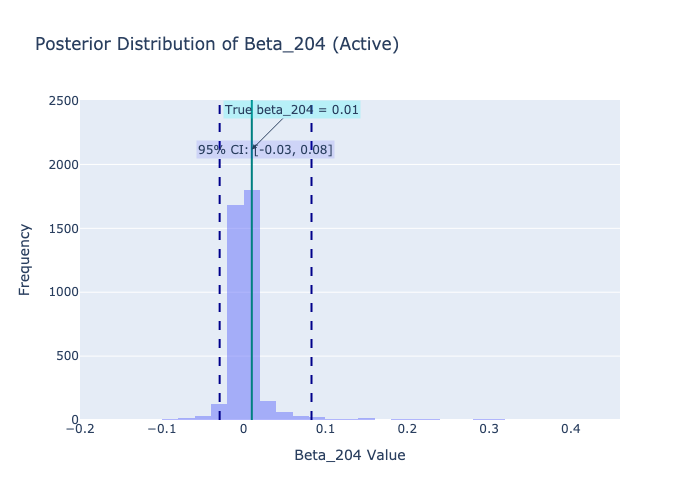 Posterior Distribution of Beta_204 (Active)
2500
True beta_204 = 0.01
95% CI: [-0.03, 0.08]
2000
1500
Frequency
1000
500
0
−0.2 −0.1 0 0.1 0.2 0.3 0.4
Beta_204 Value